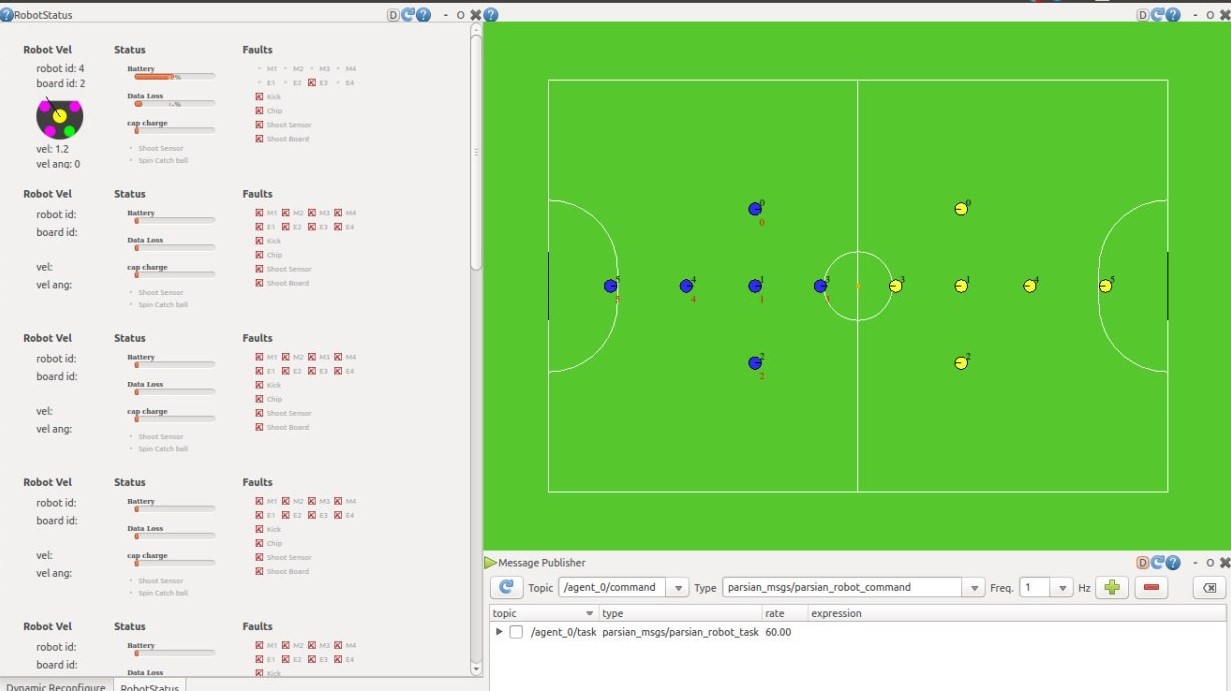 RobotStatus D - O
Robot Vel Status Faults
robot id: 4 Battery M1 M2 M3 M4
board id: 2 E1 E2 E3 E4
Data Loss Kick
Chip
cap charge Shoot Sensor
Shoot Board
vel: 1.2 Shoot Sensor
vel ang: 0 Spin Catch ball
Robot Vel Status Faults
robot id: Battery M1 M2 M3 M4
board id: E1 E2 E3 E4
Data Loss Kick
Chip
vel: cap charge Shoot Sensor
vel ang: Shoot Board
Shoot Sensor
Spin Catch ball
Robot Vel Status Faults
robot id: Battery M1 M2 M3 M4
board id: E1 E2 E3 E4
Data Loss Kick
Chip
vel: cap charge Shoot Sensor
vel ang: Shoot Board
Shoot Sensor
Spin Catch ball
Robot Vel Status Faults
robot id: Battery M1 M2 M3 M4
board id: E1 E2 E3 E4
Data Loss Kick
Chip
vel: cap charge Shoot Sensor
vel ang: Shoot Board
Shoot Sensor
Spin Catch ball
Robot Vel Status Faults
robot id: Battery M1 M2 M3 M4
board id: E1 E2 E3 E4
Data Loss Kick
Dynamic Reconfigure RobotStatus
D - O
0 0
0
5 4 1 3 3 1 4 5
5 4 1
2 2
2
Message Publisher D - O
Topic /agent_0/command Type parsian_msgs/parsian_robot_command Freq. 1 Hz
topic type rate expression
/agent_0/task parsian_msgs/parsian_robot_task 60.00